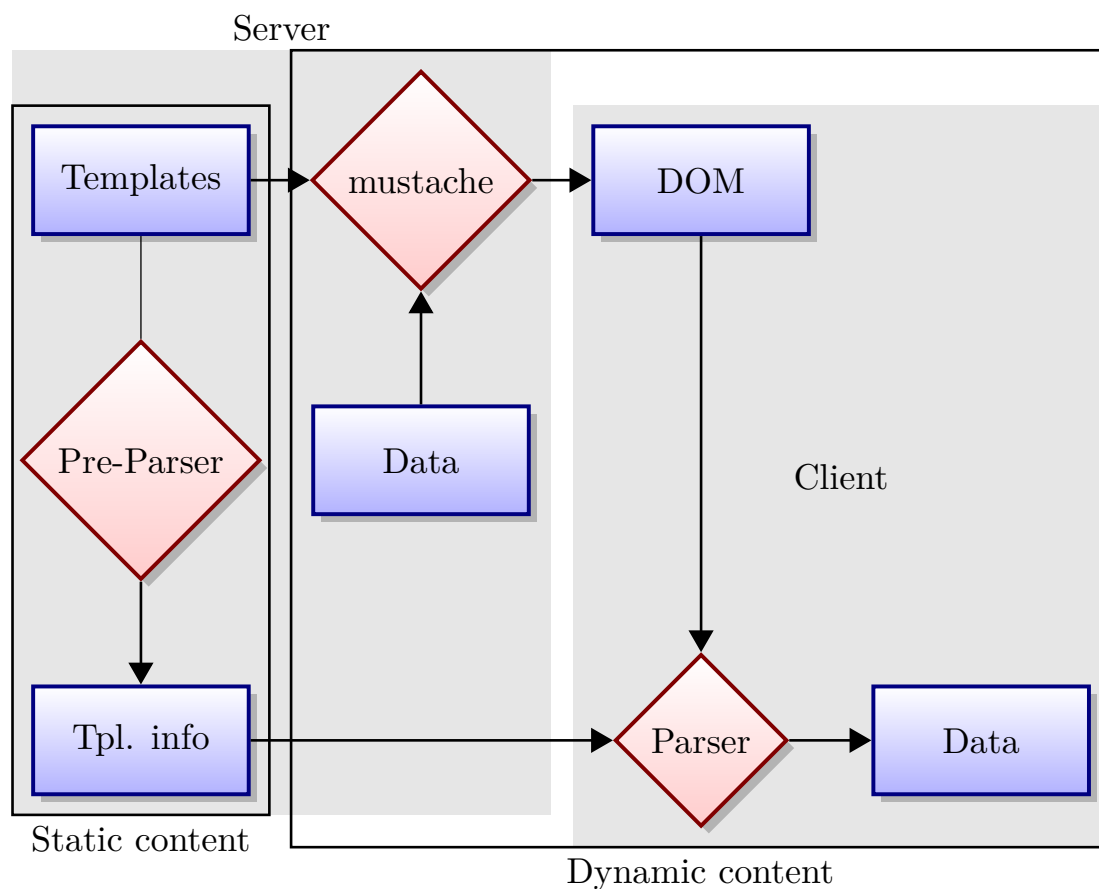 Server
Templates
mustache
DOM
Pre-Parser
Data
Client
Tpl. info
Parser
Data
Static content
Dynamic content